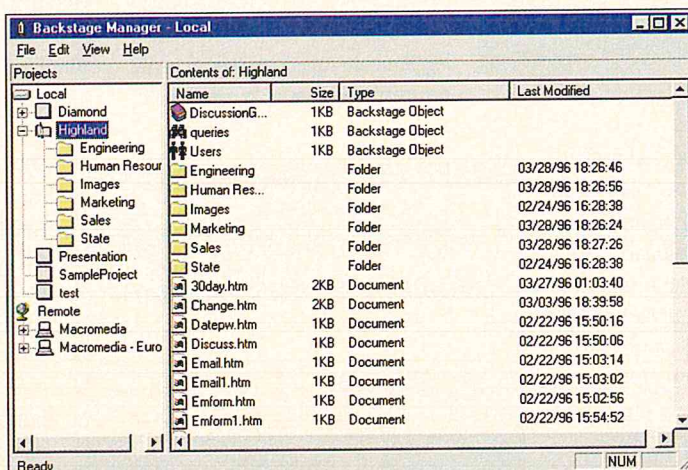 Backstage Manager - Local
File Edit View Help
Projects
Local
Diamond
Highland
Engineering
Human Resour
Images
Marketing
Sales
State
Presentation
SampleProject
test
Remote
Macromedia
Macromedia - Euro
Contents of: Highland
Name Size Type Last Modified
DiscussionG... 1KB Backstage Object
queries 1KB Backstage Object
Users 1KB Backstage Object
Engineering Folder 03/28/96 18:26:46
Human Res... Folder 03/28/96 18:26:56
Images Folder 02/24/96 16:28:38
Marketing Folder 03/28/96 18:26:24
Sales Folder 03/28/96 18:27:26
State Folder 02/24/96 16:28:38
30day.htm 2KB Document 03/27/96 01:03:40
Change.htm 2KB Document 03/03/96 18:39:58
Datepw.htm 1KB Document 02/22/96 15:50:16
Discuss.htm 1KB Document 02/22/96 15:50:06
Email.htm 1KB Document 02/22/96 15:03:14
Email1.htm 1KB Document 02/22/96 15:03:02
Emform.htm 1KB Document 02/22/96 15:02:56
Emform1.htm 1KB Document 02/22/96 15:54:52
Ready NUM